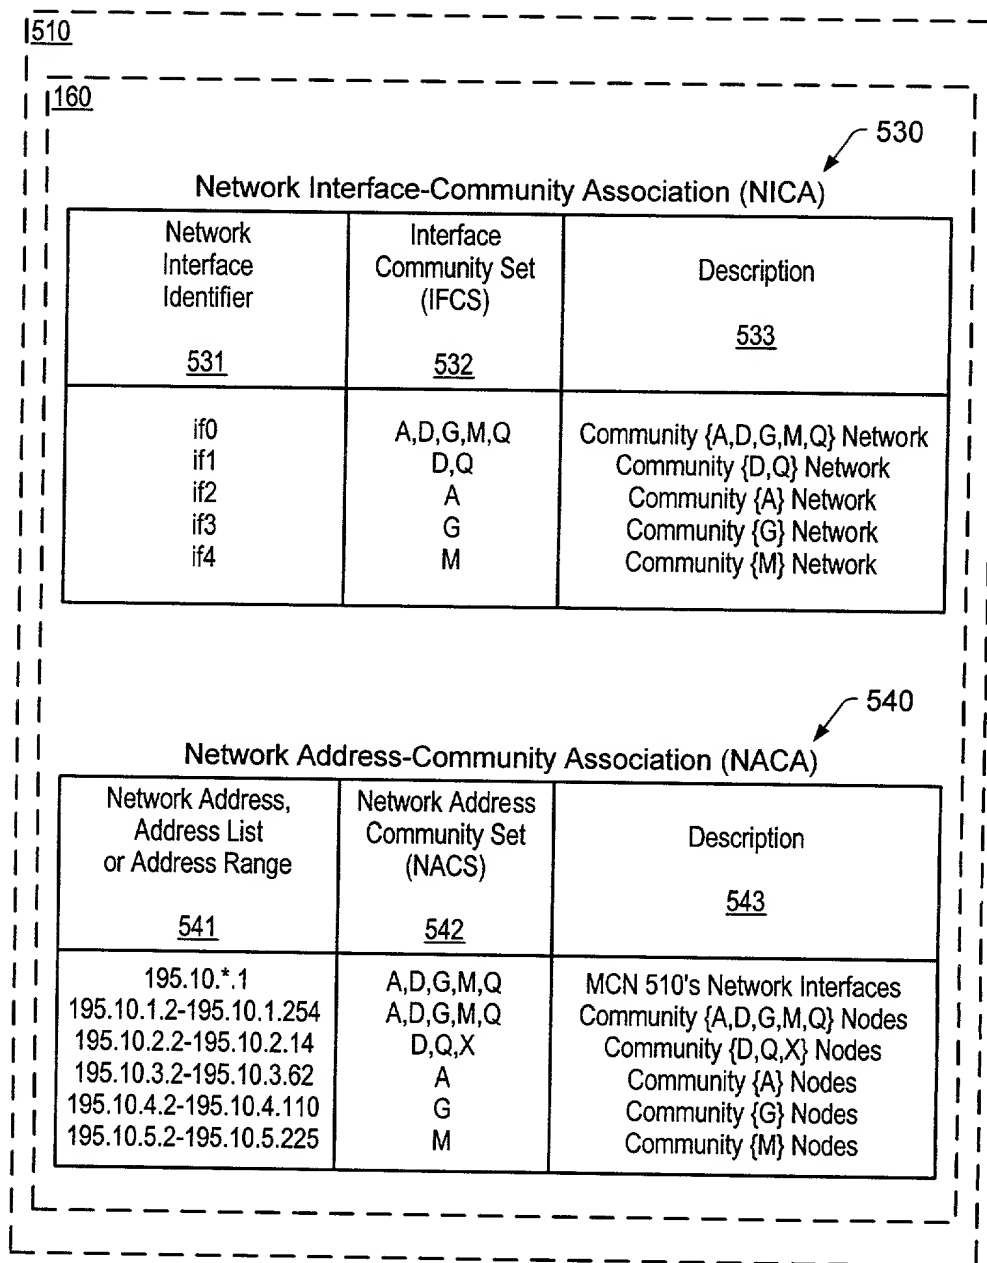 510
160
530
Network Interface-Community Association (NICA)
Network
Interface
Identifier
531
Interface
Community Set
(IFCS)
532
Description
533
if0 A,D,G,M,Q Community {A,D,G,M,Q} Network
if1 D,Q Community {D,Q} Network
if2 A Community {A} Network
if3 G Community {G} Network
if4 M Community {M} Network
540
Network Address-Community Association (NACA)
Network Address,
Address List
or Address Range
541
Network Address
Community Set
(NACS)
542
Description
543
195.10.*.1 A,D,G,M,Q MCN 510's Network Interfaces
195.10.1.2-195.10.1.254 A,D,G,M,Q Community {A,D,G,M,Q} Nodes
195.10.2.2-195.10.2.14 D,Q,X Community {D,Q,X} Nodes
195.10.3.2-195.10.3.62 A Community {A} Nodes
195.10.4.2-195.10.4.110 G Community {G} Nodes
195.10.5.2-195.10.5.225 M Community {M} Nodes